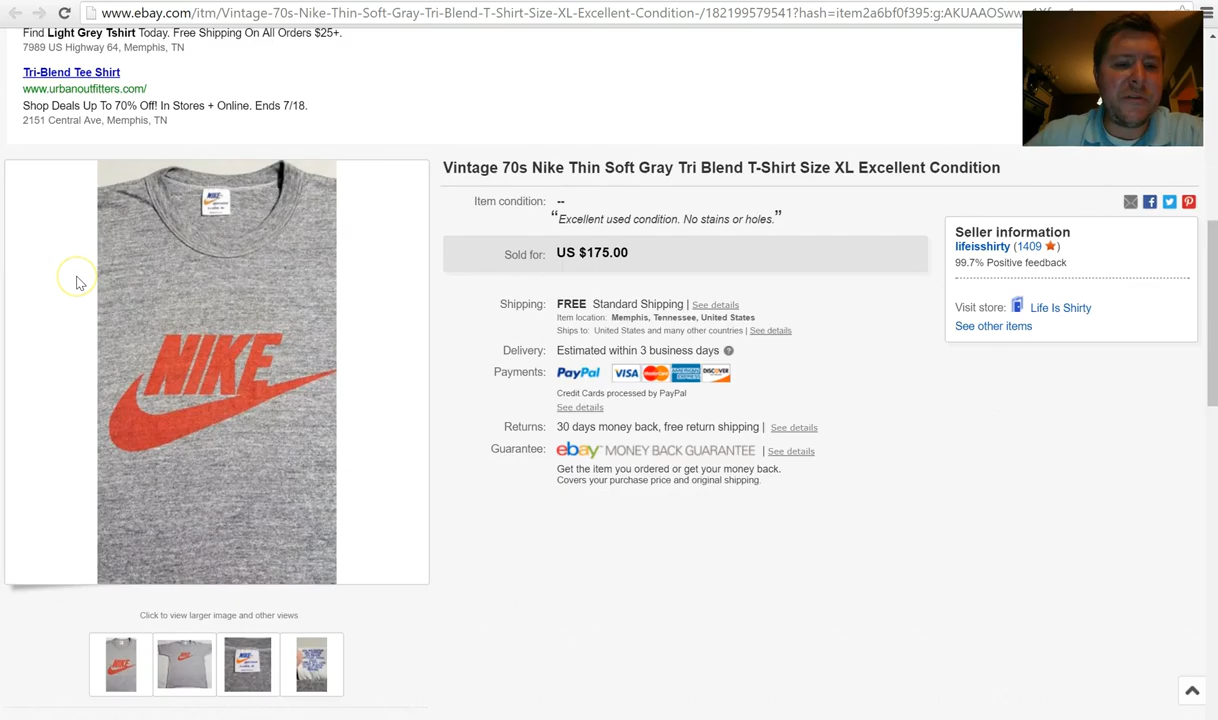 www.ebay.com/itm/Vintage-70s-Nike-Thin-Soft-Gray-Tri-Blend-T-Shirt-Size-XL-Excellent-Condition-/182199579541?hash=item2a6bf0f395:g:AKUAAOSww
Find Light Grey Tshirt Today. Free Shipping On All Orders $25+.
7989 US Highway 64, Memphis, TN
Tri-Blend Tee Shirt
www.urbanoutfitters.com/
Shop Deals Up To 70% Off! In Stores + Online. Ends 7/18.
2151 Central Ave, Memphis, TN
NIKE
NIKE
Click to view larger image and other views
Vintage 70s Nike Thin Soft Gray Tri Blend T-Shirt Size XL Excellent Condition
Item condition: --
“Excellent used condition. No stains or holes.”
Sold for: US $175.00
Shipping: FREE Standard Shipping | See details
Item location: Memphis, Tennessee, United States
Ships to: United States and many other countries | See details
Delivery: Estimated within 3 business days ?
Payments: PayPal VISA MasterCard AMERICAN EXPRESS DISCOVER
Credit Cards processed by PayPal
See details
Returns: 30 days money back, free return shipping | See details
Guarantee: ebay MONEY BACK GUARANTEE | See details
Get the item you ordered or get your money back.
Covers your purchase price and original shipping.
Seller information
lifeisshirty (1409 ★)
99.7% Positive feedback
Visit store: Life Is Shirty
See other items